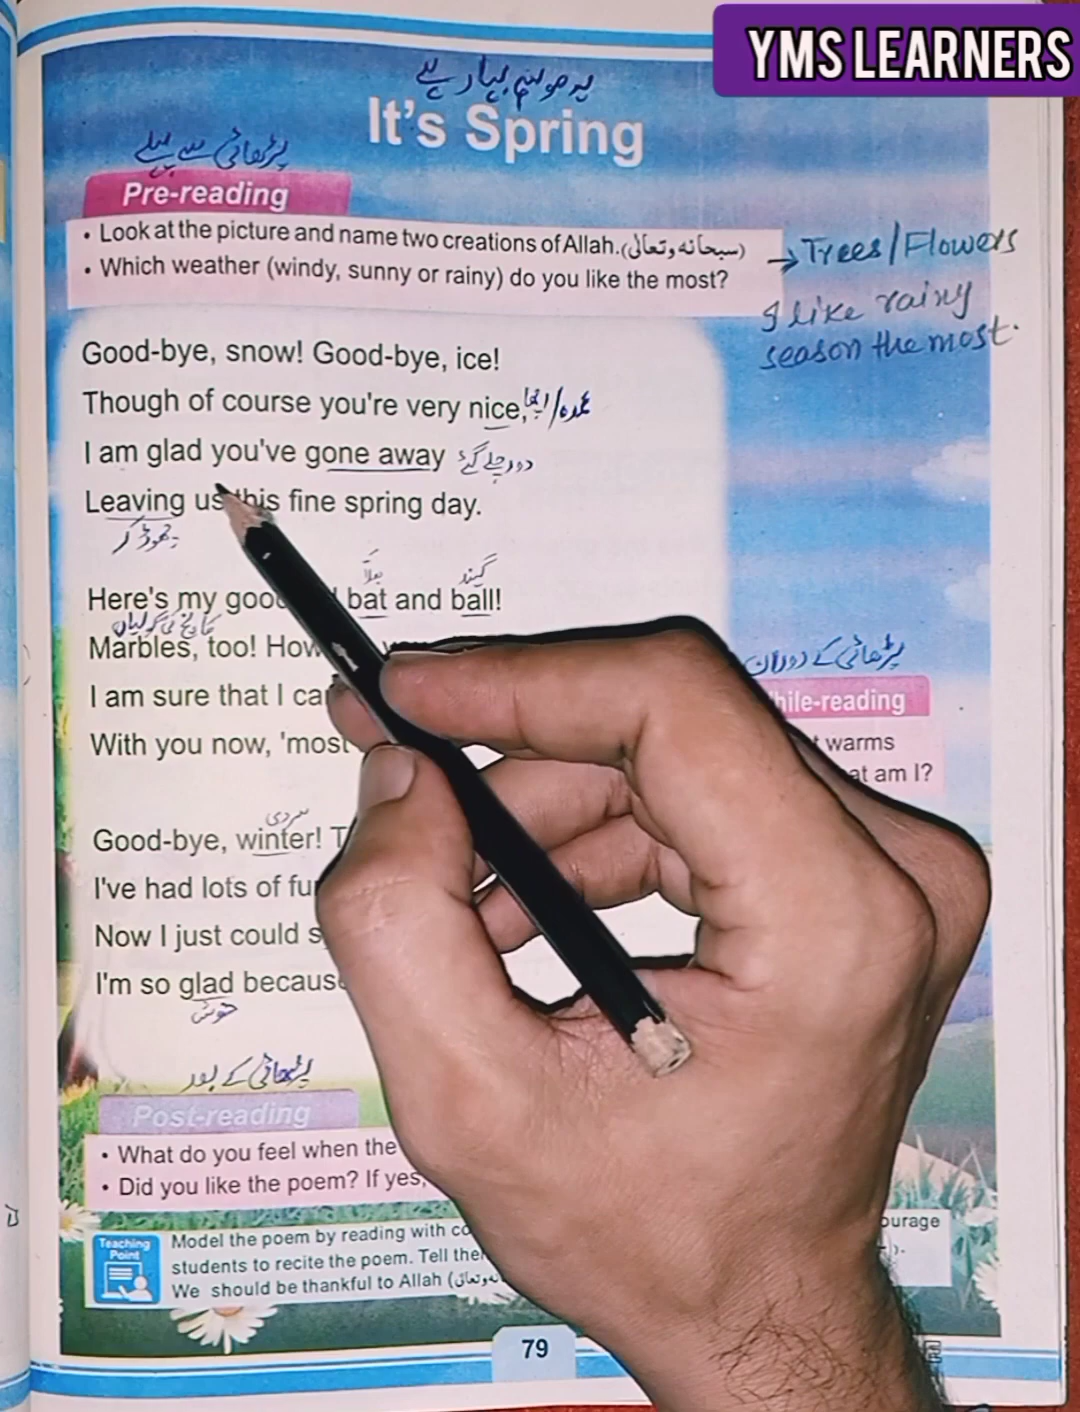 YMS LEARNERS
یہ موسم بہار ہے
It's Spring
پڑھائی سے پہلے
Pre-reading
• Look at the picture and name two creations of Allah.(سبحانہ وتعالٰی)
→ Trees/Flowers
• Which weather (windy, sunny or rainy) do you like the most?
I like rainy
season the most.
Good-bye, snow! Good-bye, ice!
Though of course you're very nice, عمدہ/اچھا
I am glad you've gone away دور چلے گئے
Leaving us this fine spring day.
چھوڑ کر
بلّا گیند
Here's my good bat and ball!
کانچ کی گولیاں
Marbles, too! How
I am sure that I ca
With you now, 'most
پڑھائی کے دوران
hile-reading
warms
at am I?
سردی
Good-bye, winter! T
I've had lots of fu
Now I just could s
I'm so glad becaus
خوش
پڑھائی کے بعد
Post-reading
• What do you feel when the
• Did you like the poem? If yes,
Teaching Point
Model the poem by reading with co
ourage
students to recite the poem. Tell the
We should be thankful to Allah
79